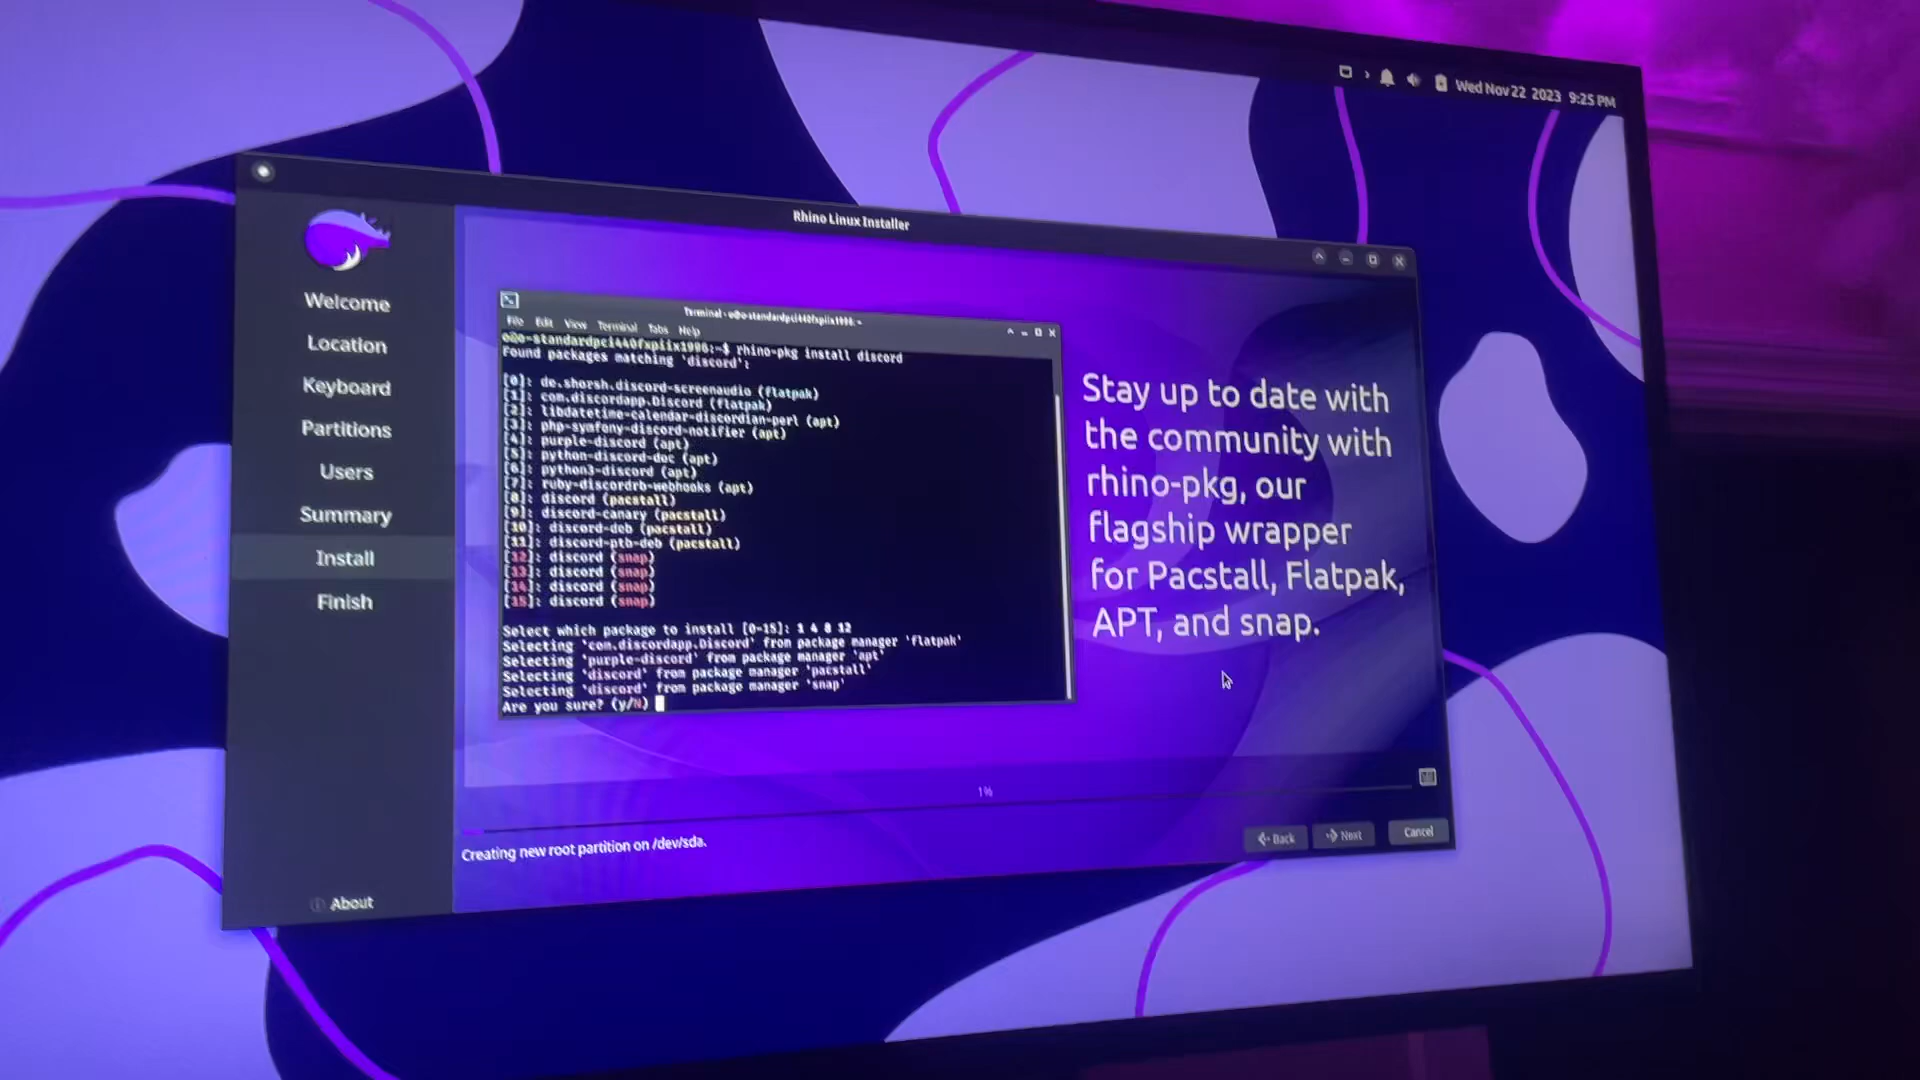 Wed Nov 22 2023 9:25 PM
Rhino Linux Installer
Welcome
Location
Keyboard
Partitions
Users
Summary
Install
Finish
About
Terminal - o@o-standardpci440fxpiix1996: ~
File Edit View Terminal Tabs Help
o@o-standardpci440fxpiix1996:~$ rhino-pkg install discord
Found packages matching 'discord':
[0]: de.shorsh.discord-screenaudio (flatpak)
[1]: com.discordapp.Discord (flatpak)
[2]: libdatetime-calendar-discordian-perl (apt)
[3]: php-symfony-discord-notifier (apt)
[4]: purple-discord (apt)
[5]: python-discord-doc (apt)
[6]: python3-discord (apt)
[7]: ruby-discordrb-webhooks (apt)
[8]: discord (pacstall)
[9]: discord-canary (pacstall)
[10]: discord-deb (pacstall)
[11]: discord-ptb-deb (pacstall)
[12]: discord (snap)
[13]: discord (snap)
[14]: discord (snap)
[15]: discord (snap)
Select which package to install [0-15]: 1 4 8 12
Selecting 'com.discordapp.Discord' from package manager 'flatpak'
Selecting 'purple-discord' from package manager 'apt'
Selecting 'discord' from package manager 'pacstall'
Selecting 'discord' from package manager 'snap'
Are you sure? (y/N)
Stay up to date with
the community with
rhino-pkg, our
flagship wrapper
for Pacstall, Flatpak,
APT, and snap.
1%
Creating new root partition on /dev/sda.
Back
Next
Cancel